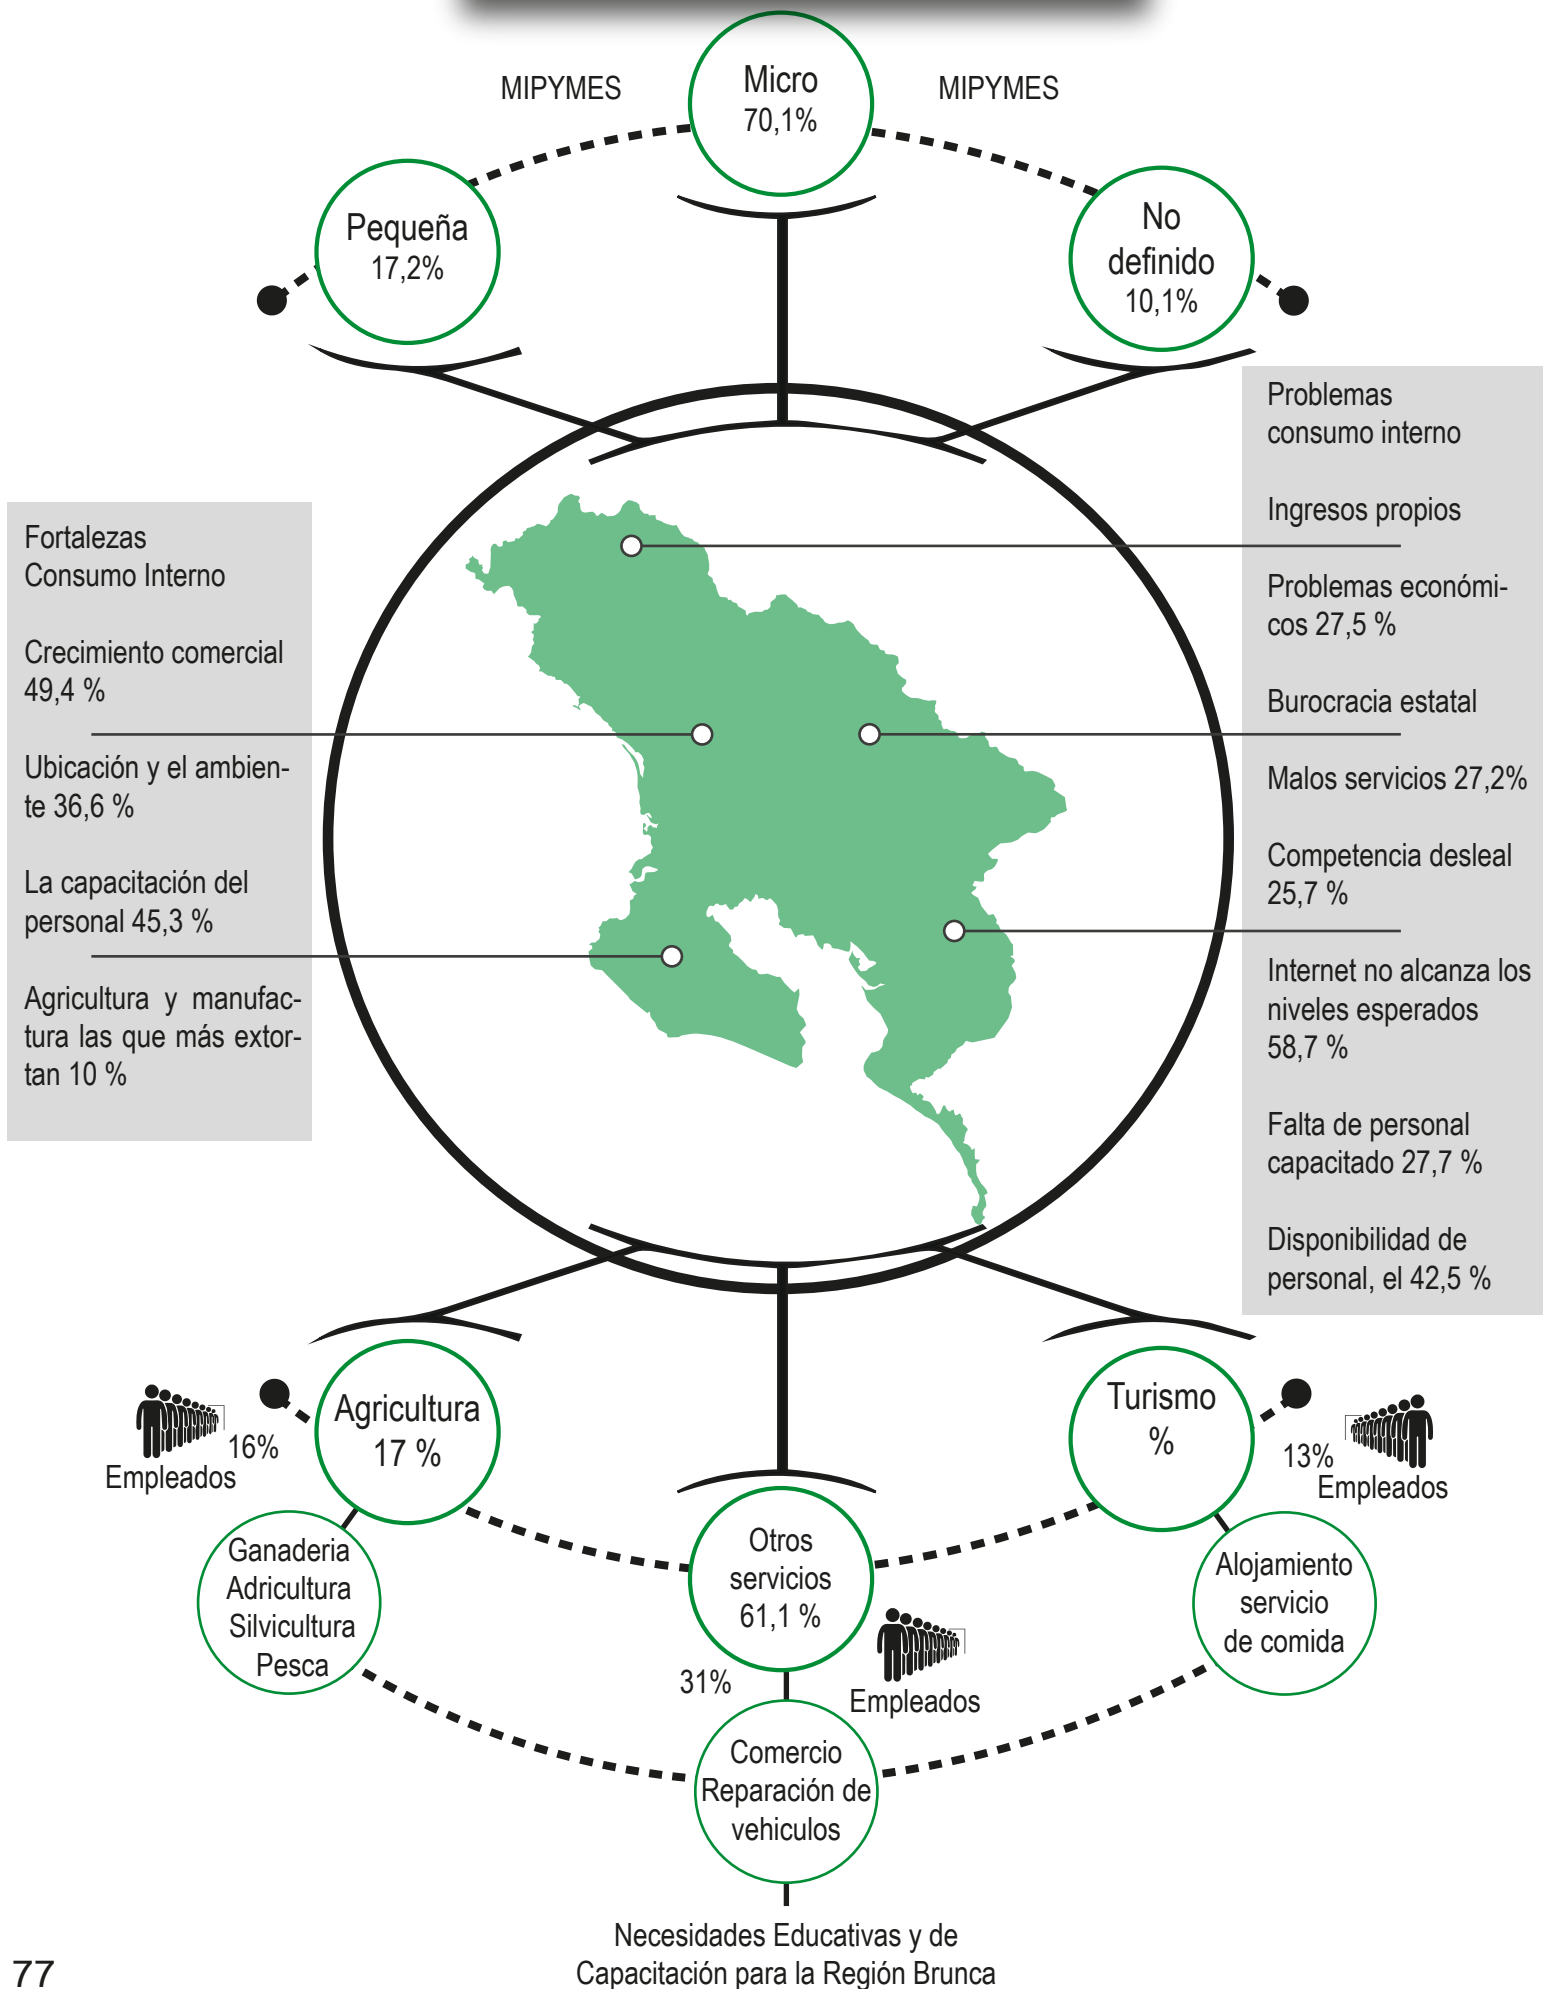 MIPYMES
Micro
70,1%
MIPYMES
Pequeña
17,2%
No
definido
10,1%
Fortalezas
Consumo Interno
Crecimiento comercial
49,4 %
Ubicación y el ambien-
te 36,6 %
La capacitación del
personal 45,3 %
Agricultura y manufac-
tura las que más extor-
tan 10 %
Problemas
consumo interno
Ingresos propios
Problemas económi-
cos 27,5 %
Burocracia estatal
Malos servicios 27,2%
Competencia desleal
25,7 %
Internet no alcanza los
niveles esperados
58,7 %
Falta de personal
capacitado 27,7 %
Disponibilidad de
personal, el 42,5 %
16%
Empleados
Agricultura
17 %
Turismo
%
13%
Empleados
Ganaderia
Adricultura
Silvicultura
Pesca
Otros
servicios
61,1 %
31%
Empleados
Alojamiento
servicio
de comida
Comercio
Reparación de
vehiculos
Necesidades Educativas y de
Capacitación para la Región Brunca
77